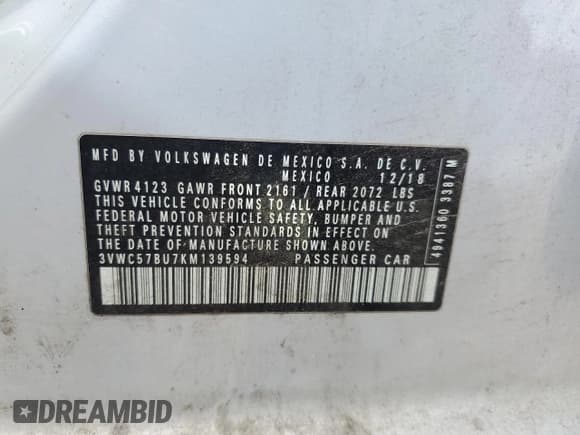 MFD BY VOLKSWAGEN DE MEXICO S.A. DE C.V.
MEXICO 12/18
GVWR 4123 GAWR FRONT 2161 / REAR 2072 LBS
THIS VEHICLE CONFORMS TO ALL APPLICABLE U.S.
FEDERAL MOTOR VEHICLE SAFETY, BUMPER AND
THEFT PREVENTION STANDARDS IN EFFECT ON
THE DATE OF MANUFACTURE SHOWN ABOVE.
3VWC57BU7KM139594 PASSENGER CAR
4941360 3387 M
DREAMBID